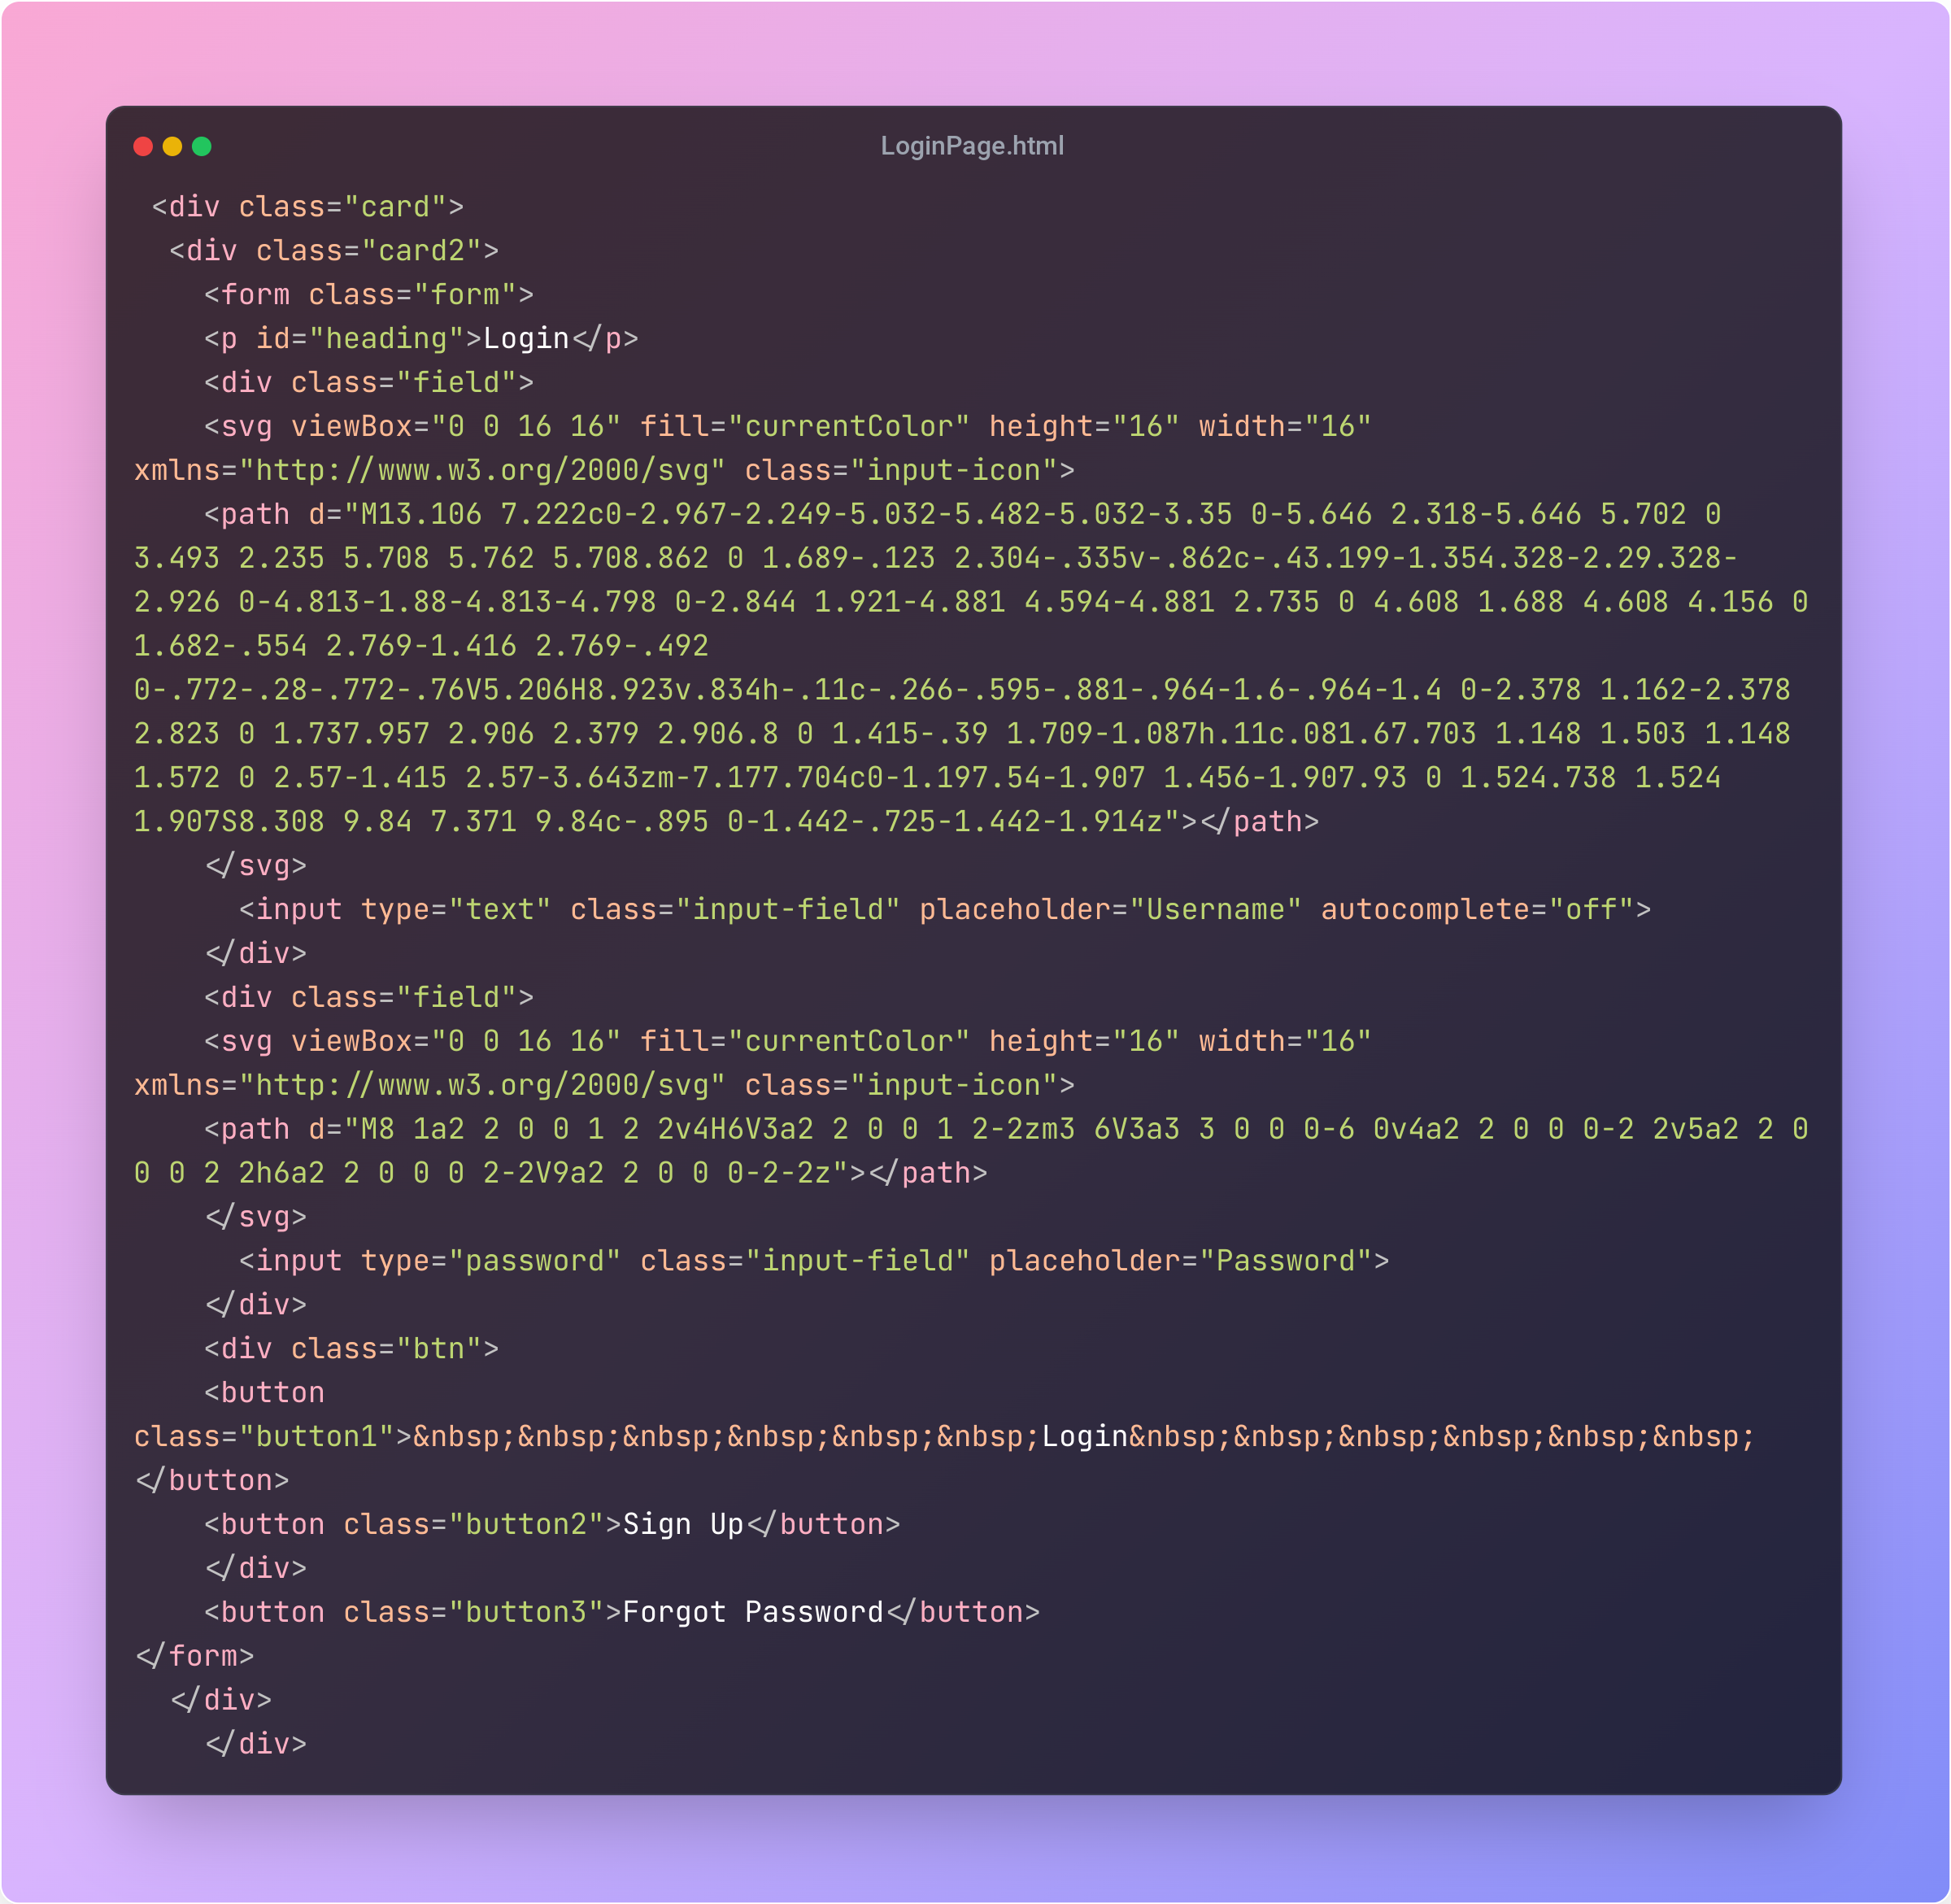 LoginPage.html
<div class="card">
<div class="card2">
<form class="form">
<p id="heading">Login</p>
<div class="field">
<svg viewBox="0 0 16 16" fill="currentColor" height="16" width="16"
xmlns="http://www.w3.org/2000/svg" class="input-icon">
<path d="M13.106 7.222c0-2.967-2.249-5.032-5.482-5.032-3.35 0-5.646 2.318-5.646 5.702 0
3.493 2.235 5.708 5.762 5.708.862 0 1.689-.123 2.304-.335v-.862c-.43.199-1.354.328-2.29.328-
2.926 0-4.813-1.88-4.813-4.798 0-2.844 1.921-4.881 4.594-4.881 2.735 0 4.608 1.688 4.608 4.156 0
1.682-.554 2.769-1.416 2.769-.492
0-.772-.28-.772-.76V5.206H8.923v.834h-.11c-.266-.595-.881-.964-1.6-.964-1.4 0-2.378 1.162-2.378
2.823 0 1.737.957 2.906 2.379 2.906.8 0 1.415-.39 1.709-1.087h.11c.081.67.703 1.148 1.503 1.148
1.572 0 2.57-1.415 2.57-3.643zm-7.177.704c0-1.197.54-1.907 1.456-1.907.93 0 1.524.738 1.524
1.907S8.308 9.84 7.371 9.84c-.895 0-1.442-.725-1.442-1.914z"></path>
</svg>
<input type="text" class="input-field" placeholder="Username" autocomplete="off">
</div>
<div class="field">
<svg viewBox="0 0 16 16" fill="currentColor" height="16" width="16"
xmlns="http://www.w3.org/2000/svg" class="input-icon">
<path d="M8 1a2 2 0 0 1 2 2v4H6V3a2 2 0 0 1 2-2zm3 6V3a3 3 0 0 0-6 0v4a2 2 0 0 0-2 2v5a2 2 0
0 0 2 2h6a2 2 0 0 0 2-2V9a2 2 0 0 0-2-2z"></path>
</svg>
<input type="password" class="input-field" placeholder="Password">
</div>
<div class="btn">
<button
class="button1">&nbsp;&nbsp;&nbsp;&nbsp;&nbsp;&nbsp;Login&nbsp;&nbsp;&nbsp;&nbsp;&nbsp;&nbsp;
</button>
<button class="button2">Sign Up</button>
</div>
<button class="button3">Forgot Password</button>
</form>
</div>
</div>